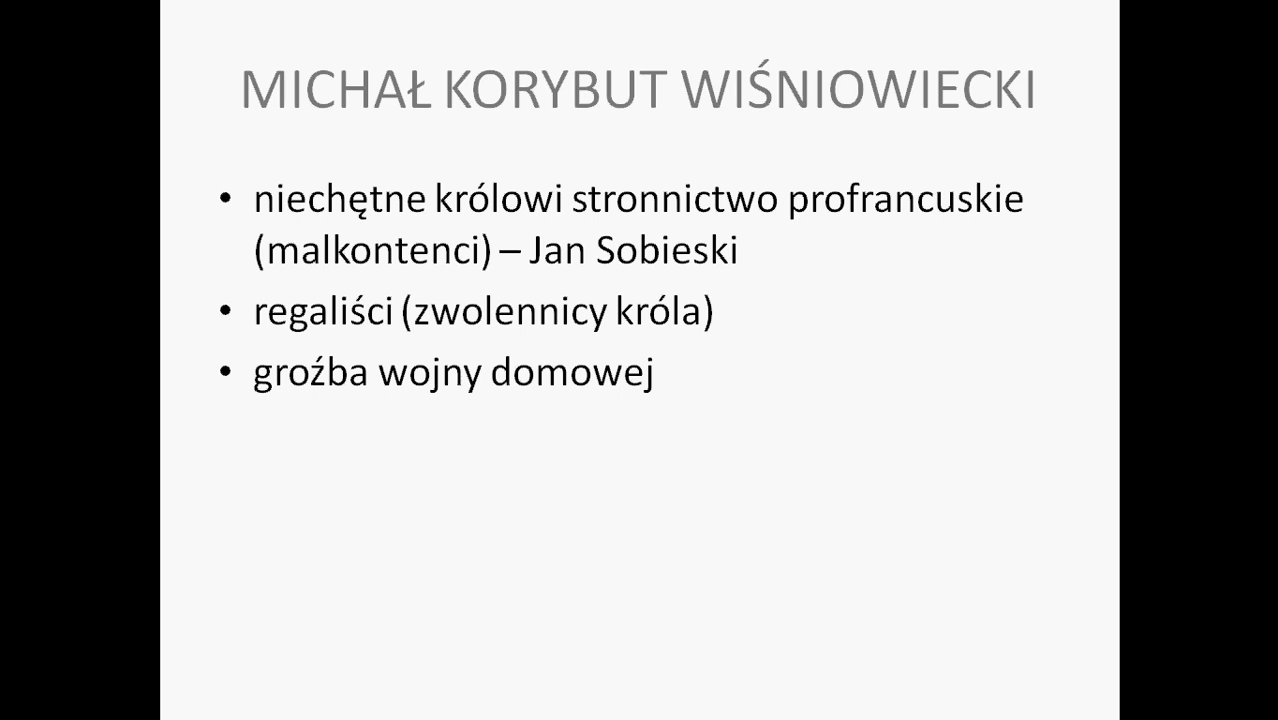 MICHAŁ KORYBUT WIŚNIOWIECKI
• niechętne królowi stronnictwo profrancuskie
(malkontenci) – Jan Sobieski
• regaliści (zwolennicy króla)
• groźba wojny domowej